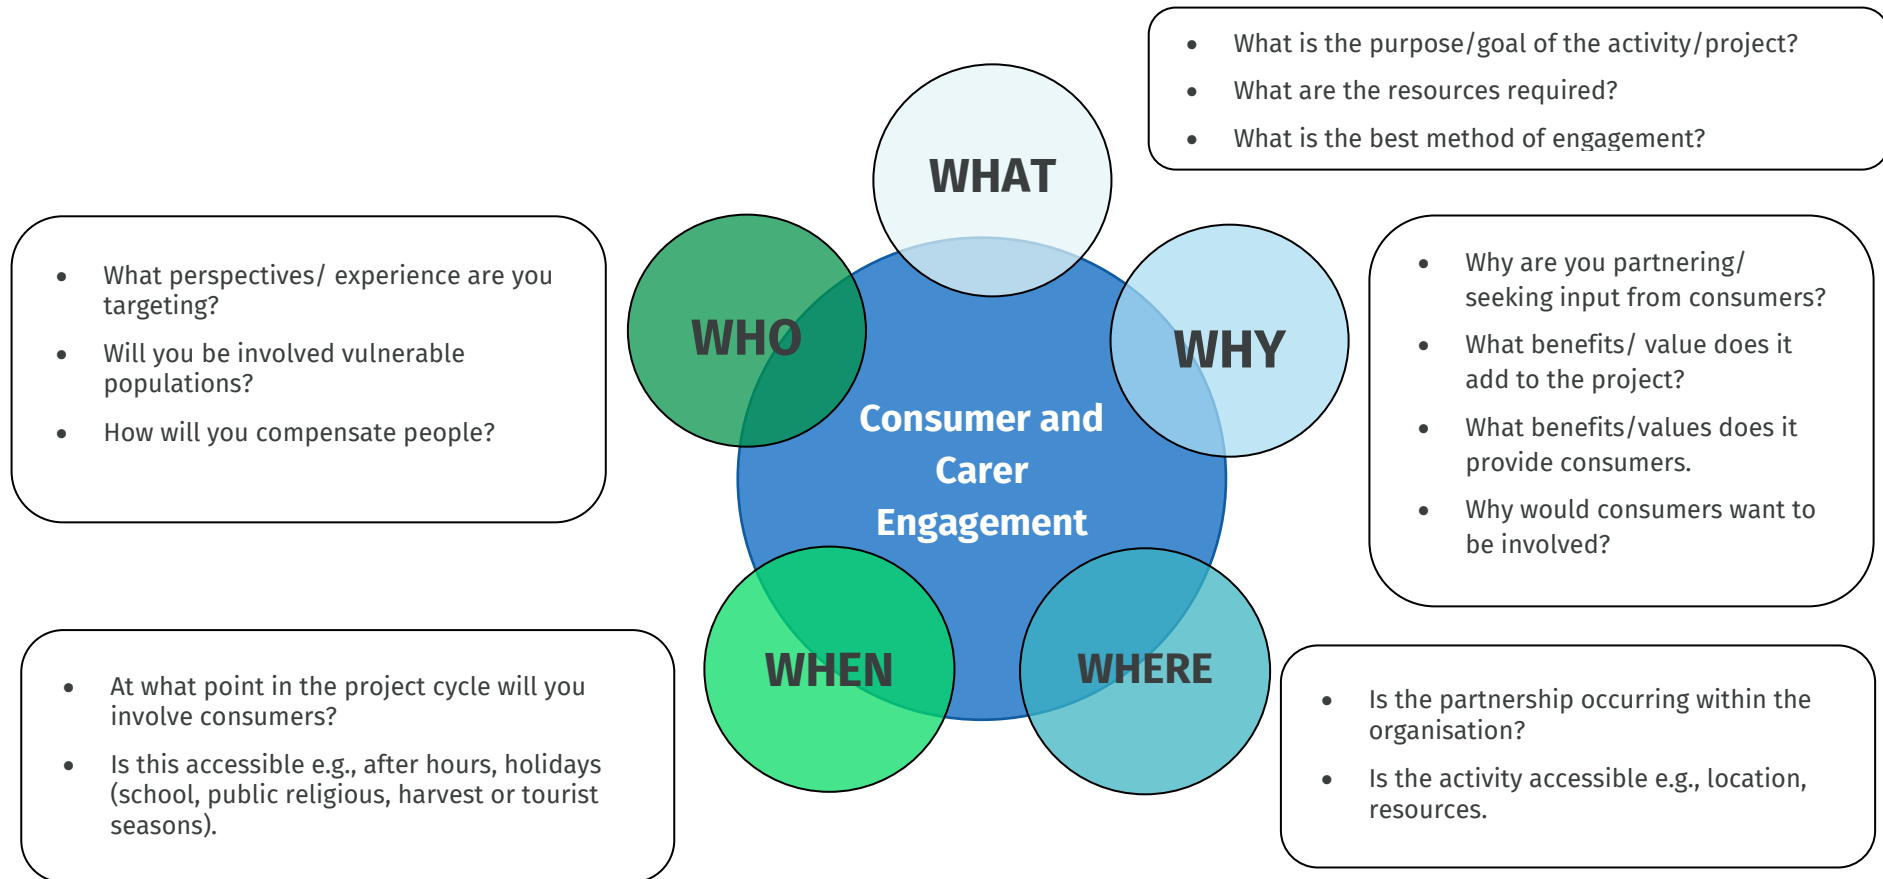 • What is the purpose/goal of the activity/project?
• What are the resources required?
• What is the best method of engagement?
WHAT
• What perspectives/ experience are you
targeting?
• Will you be involved vulnerable
populations?
• How will you compensate people?
WHO
WHY
• Why are you partnering/
seeking input from consumers?
• What benefits/ value does it
add to the project?
• What benefits/values does it
provide consumers.
• Why would consumers want to
be involved?
Consumer and
Carer
Engagement
• At what point in the project cycle will you
involve consumers?
• Is this accessible e.g., after hours, holidays
(school, public religious, harvest or tourist
seasons).
WHEN
WHERE
• Is the partnership occurring within the
organisation?
• Is the activity accessible e.g., location,
resources.